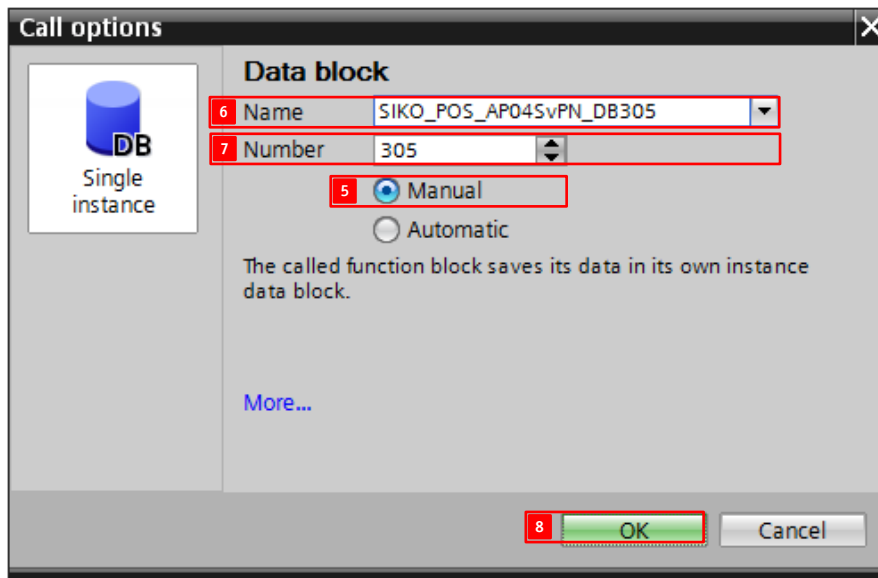 Call options
DB
Single
instance
Data block
6 Name SIKO_POS_AP04SvPN_DB305
7 Number 305
5 Manual
Automatic
The called function block saves its data in its own instance
data block.
More...
8 OK Cancel